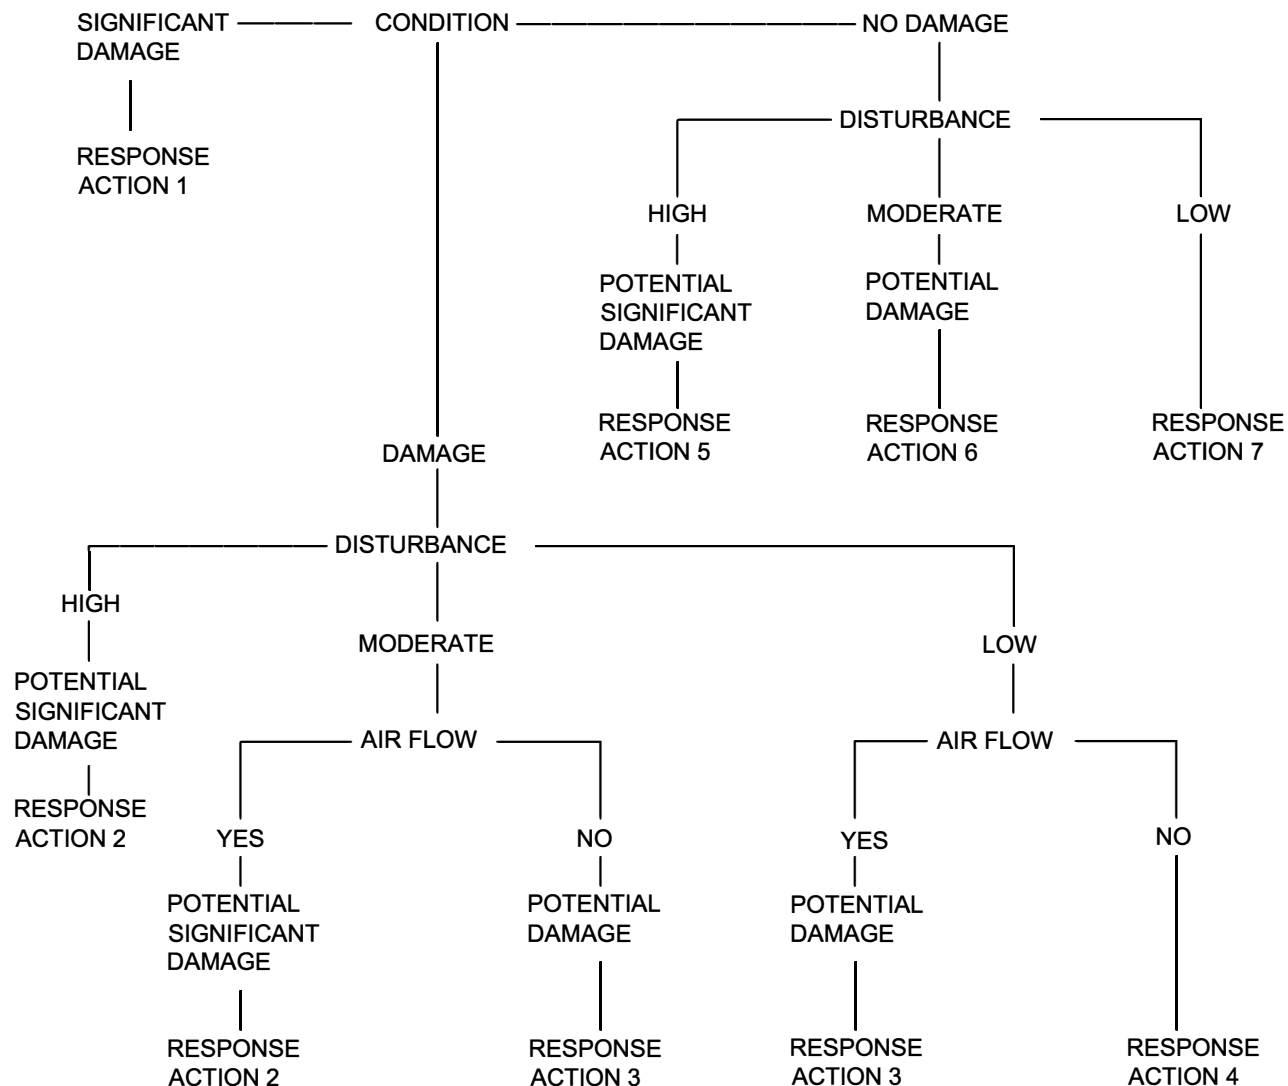 SIGNIFICANT
DAMAGE
CONDITION
NO DAMAGE
RESPONSE
ACTION 1
DISTURBANCE
HIGH
MODERATE
LOW
POTENTIAL
SIGNIFICANT
DAMAGE
POTENTIAL
DAMAGE
RESPONSE
ACTION 5
RESPONSE
ACTION 6
RESPONSE
ACTION 7
DAMAGE
DISTURBANCE
HIGH
MODERATE
LOW
POTENTIAL
SIGNIFICANT
DAMAGE
RESPONSE
ACTION 2
AIR FLOW
AIR FLOW
YES
NO
YES
NO
POTENTIAL
SIGNIFICANT
DAMAGE
POTENTIAL
DAMAGE
POTENTIAL
DAMAGE
RESPONSE
ACTION 2
RESPONSE
ACTION 3
RESPONSE
ACTION 3
RESPONSE
ACTION 4